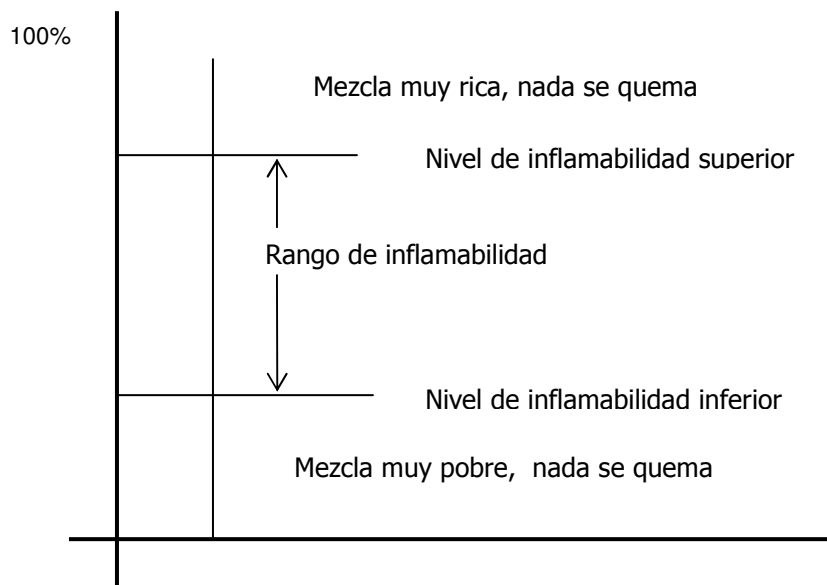 100%
Mezcla muy rica, nada se quema
Nivel de inflamabilidad superior
Rango de inflamabilidad
Nivel de inflamabilidad inferior
Mezcla muy pobre, nada se quema